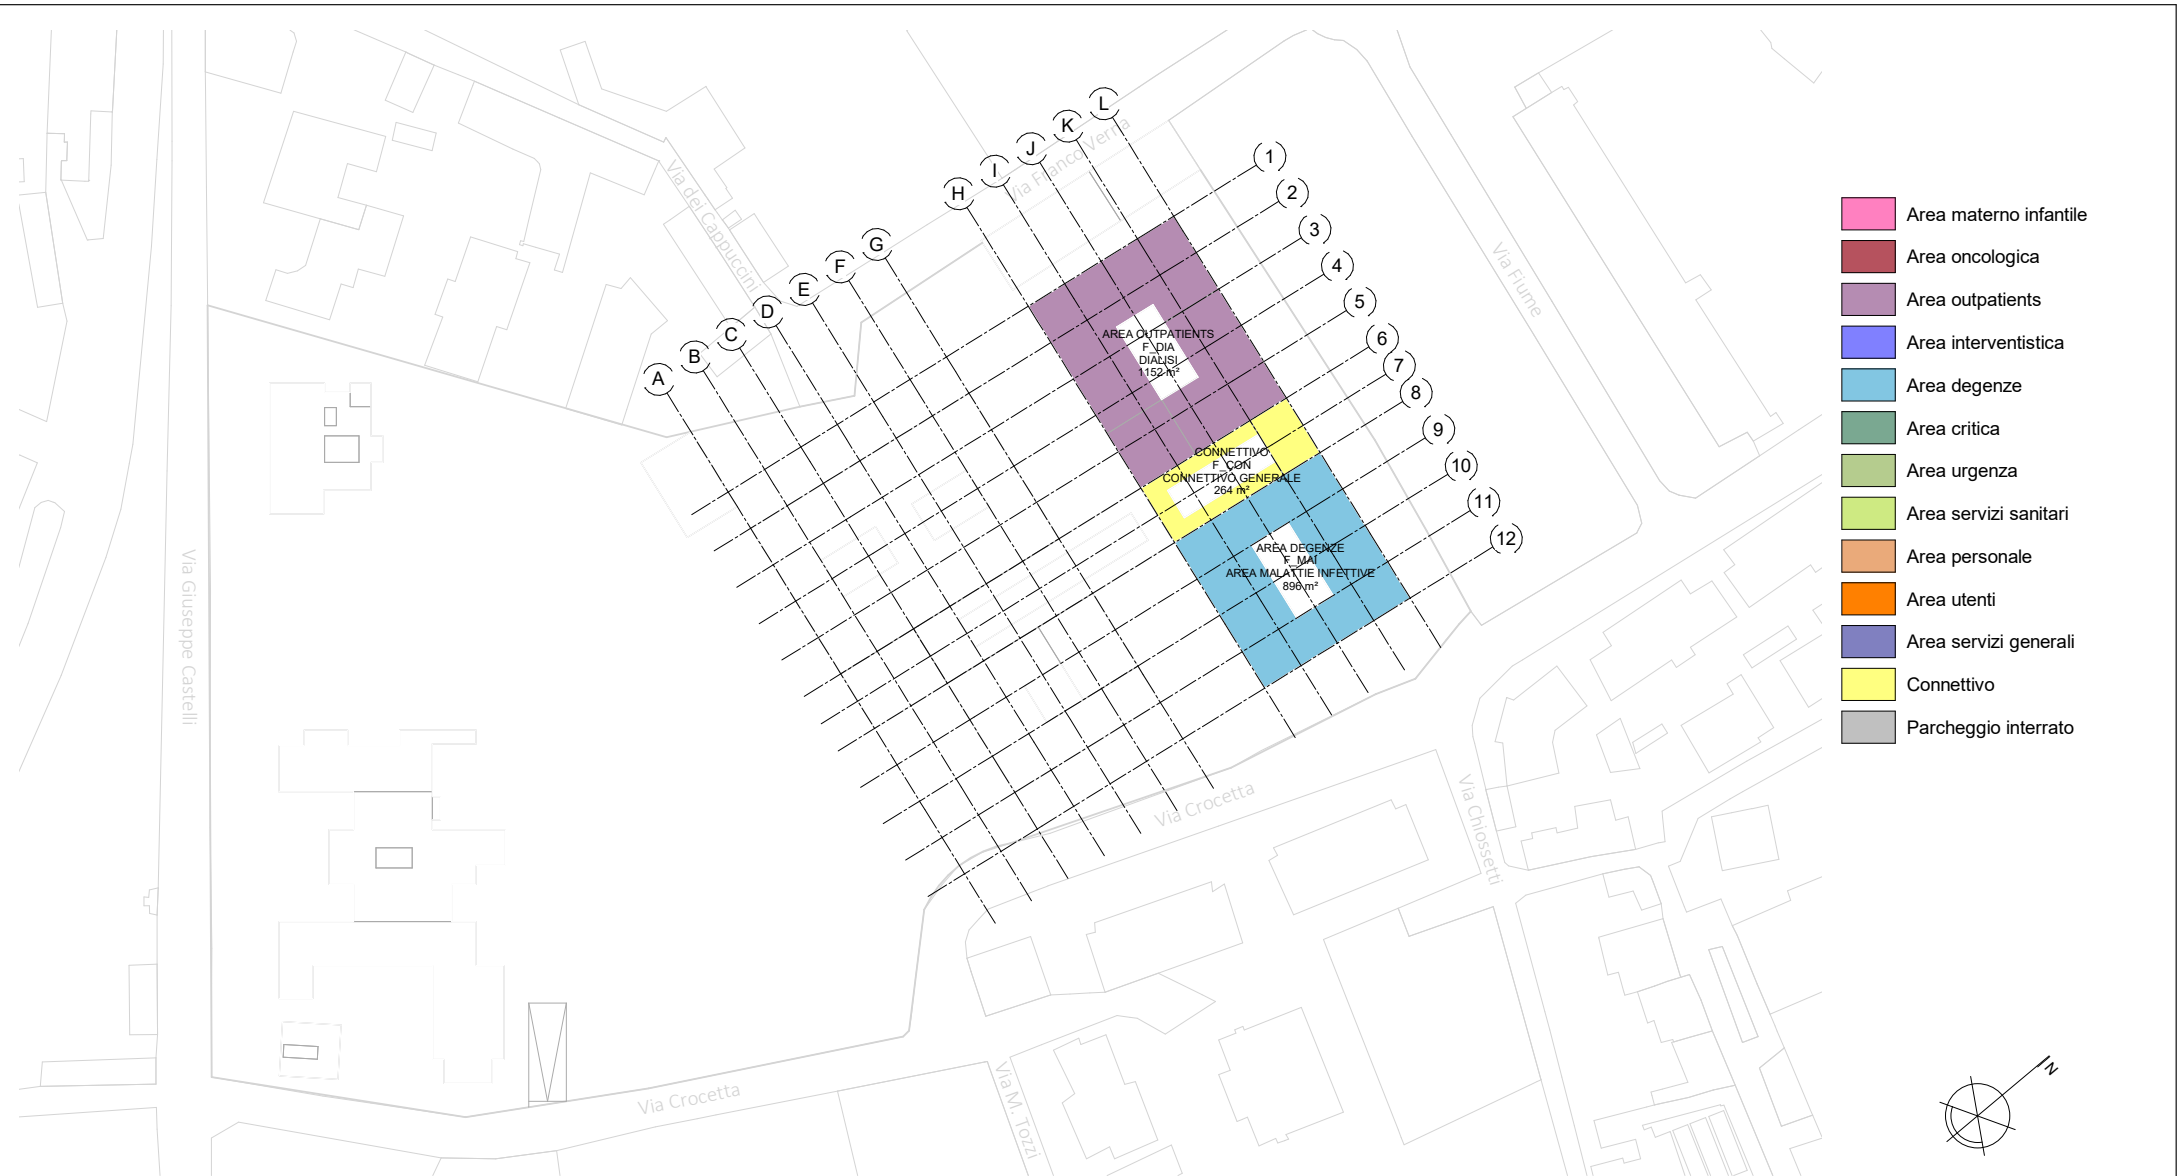 L
K
J
I
H
G
F
E
D
C
B
A
1
2
3
4
5
6
7
8
9
10
11
12
Via Franco Verna
Via dei Cappuccini
Via Fiume
Via Giuseppe Castelli
AREA OUTPATIENTS
F_DIA
DIALISI
1152 m²
CONNETTIVO
F_CON
CONNETTIVO GENERALE
264 m²
AREA DEGENZE
F_MAI
AREA MALATTIE INFETTIVE
896 m²
Via Crocetta
Via Chiossetti
Via Crocetta
Via M. Tozzi
Area materno infantile
Area oncologica
Area outpatients
Area interventistica
Area degenze
Area critica
Area urgenza
Area servizi sanitari
Area personale
Area utenti
Area servizi generali
Connettivo
Parcheggio interrato
N